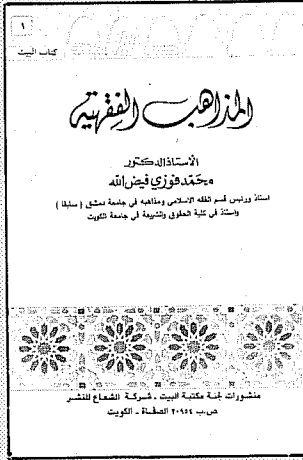 ١
كتاب البيت
المذاهب الفقهية
الأستاذ الدكتور
محمد فوزي فيض الله
استاذ ورئيس قسم الفقه الاسلامي ومذاهبه في جامعة دمشق ( سابقا )
واستاذ في كلية الحقوق والشريعة في جامعة الكويت
منشورات لجنة مكتبة البيت - شركة الشعاع للنشر
ص.ب ٢٠٩٥٤ الصفاة - الكويت